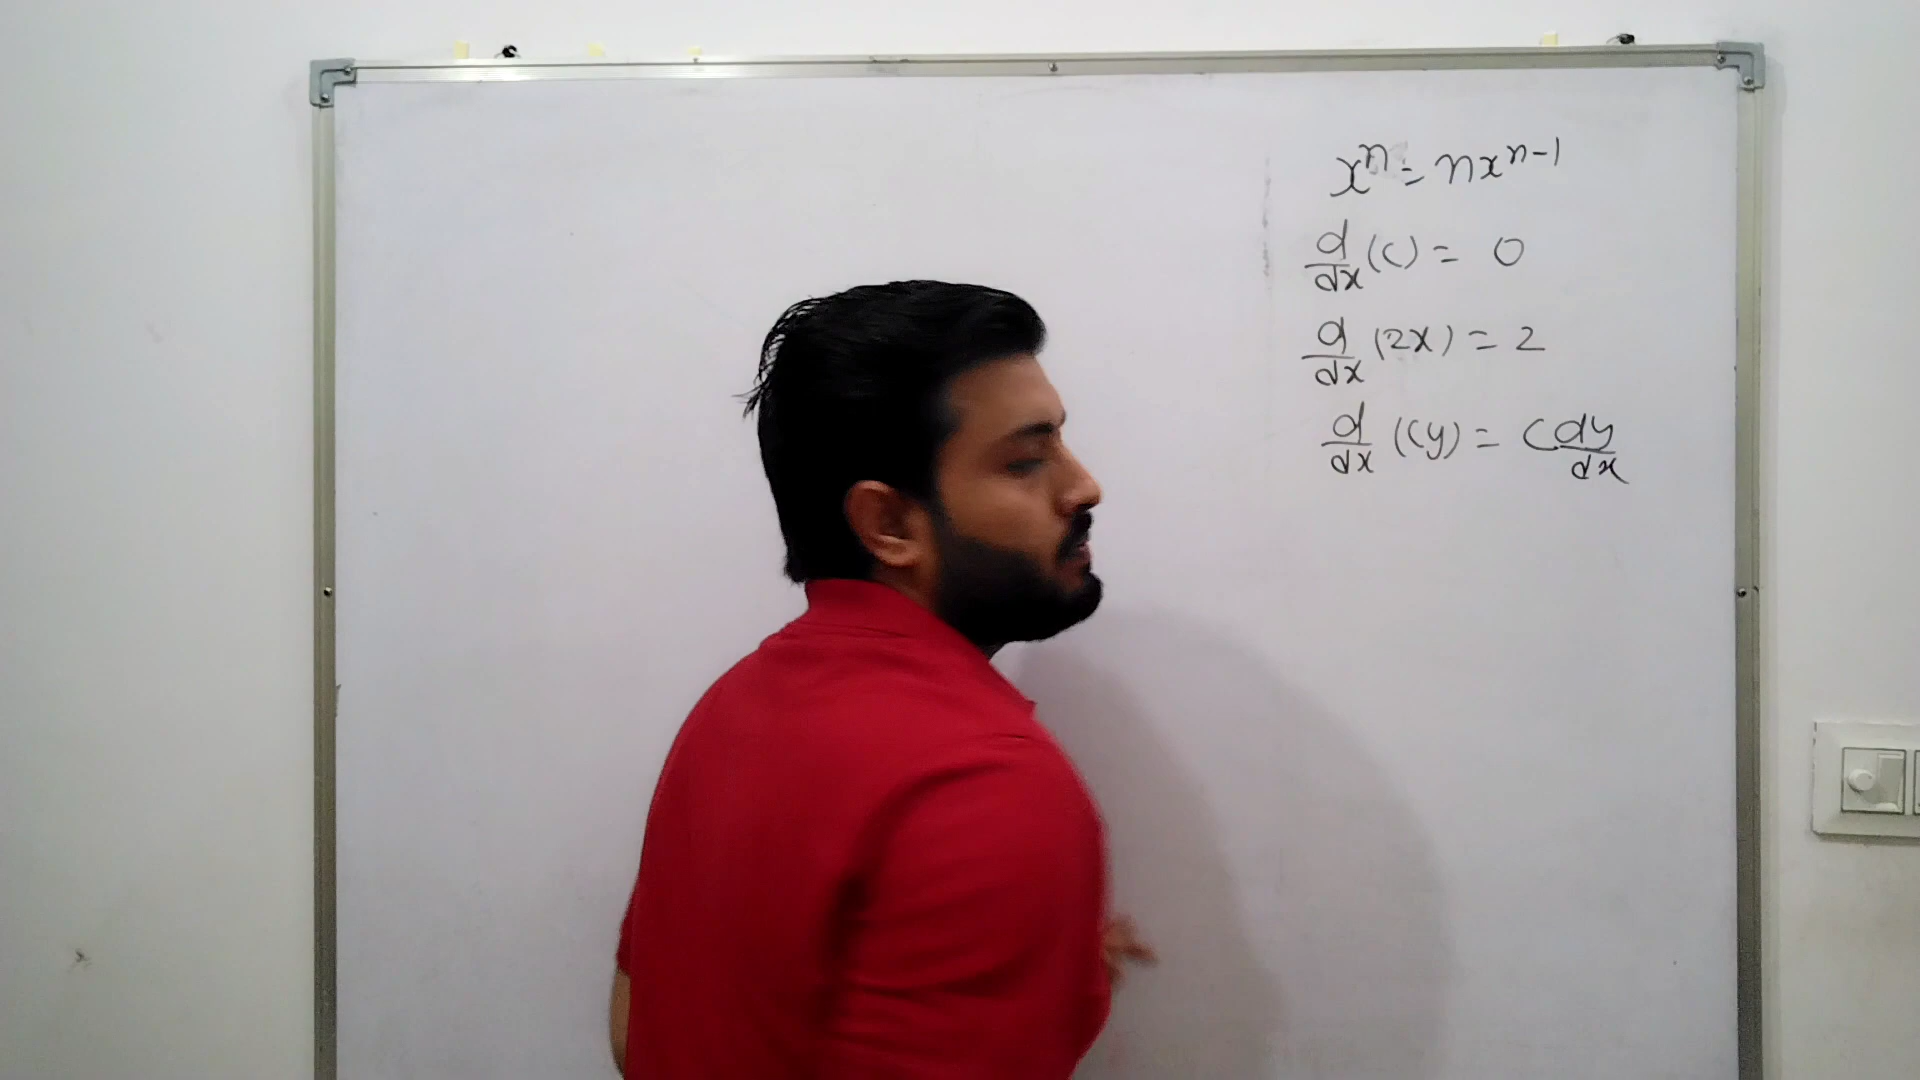 xⁿ = nxⁿ⁻¹
d/dx (c) = 0
d/dx (2x) = 2
d/dx (cy) = c dy/dx